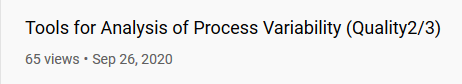 Tools for Analysis of Process Variability (Quality2/3)
65 views • Sep 26, 2020